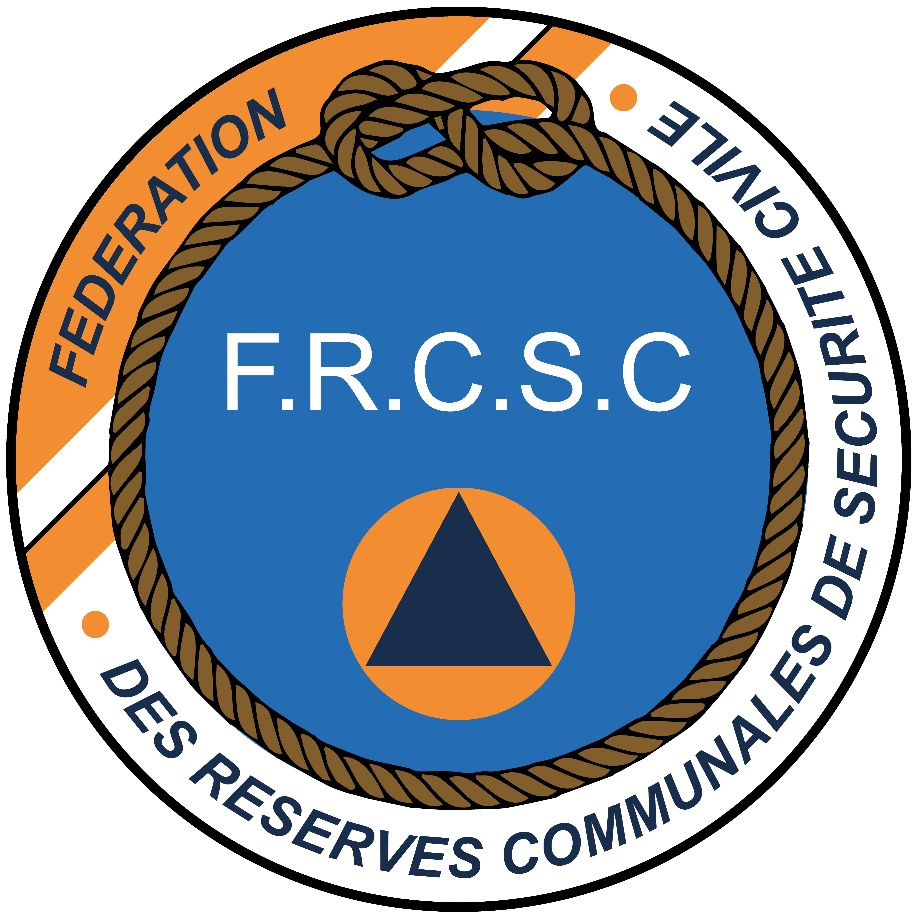 FEDERATION
DES RESERVES COMMUNALES DE SECURITE CIVILE
F.R.C.S.C